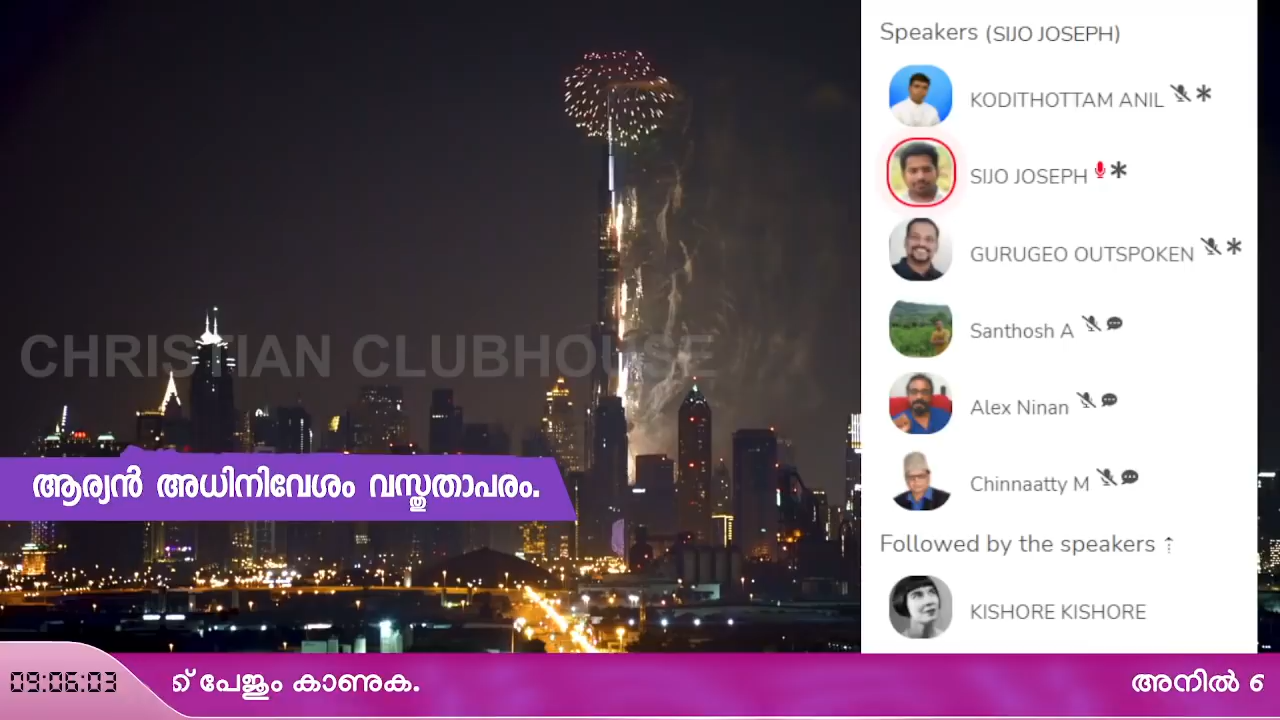 Speakers (SIJO JOSEPH)
KODITHOTTAM ANIL
SIJO JOSEPH
GURUGEO OUTSPOKEN
Santhosh A
Alex Ninan
Chinnaatty M
Followed by the speakers ⇡
KISHORE KISHORE
CHRISTIAN CLUBHOUSE
ആര്യൻ അധിനിവേശം വസ്തുതാപരം.
09:06:03
പേജും കാണുക.
അനിൽ 6